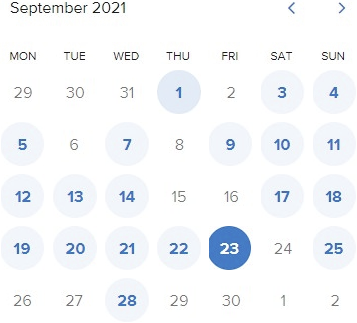 September 2021
MON TUE WED THU FRI SAT SUN
29 30 31 1 2 3 4
5 6 7 8 9 10 11
12 13 14 15 16 17 18
19 20 21 22 23 24 25
26 27 28 29 30 1 2